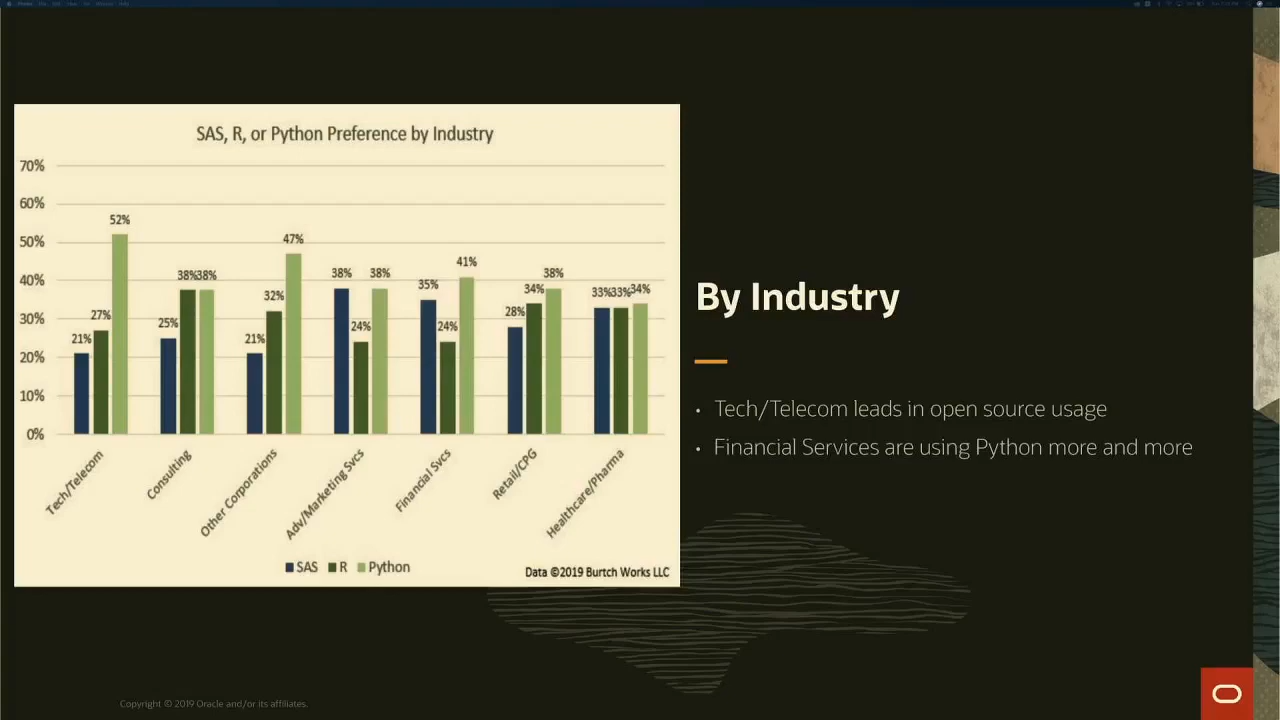 SAS, R, or Python Preference by Industry
70%
60%
50%
40%
30%
20%
10%
0%
21%
27%
52%
25%
38%
38%
21%
32%
47%
38%
24%
38%
35%
24%
41%
28%
34%
38%
33%
33%
34%
Tech/Telecom
Consulting
Other Corporations
Adv/Marketing Svcs
Financial Svcs
Retail/CPG
Healthcare/Pharma
SAS R Python
Data ©2019 Burtch Works LLC
By Industry
• Tech/Telecom leads in open source usage
• Financial Services are using Python more and more
Copyright © 2019 Oracle and/or its affiliates.